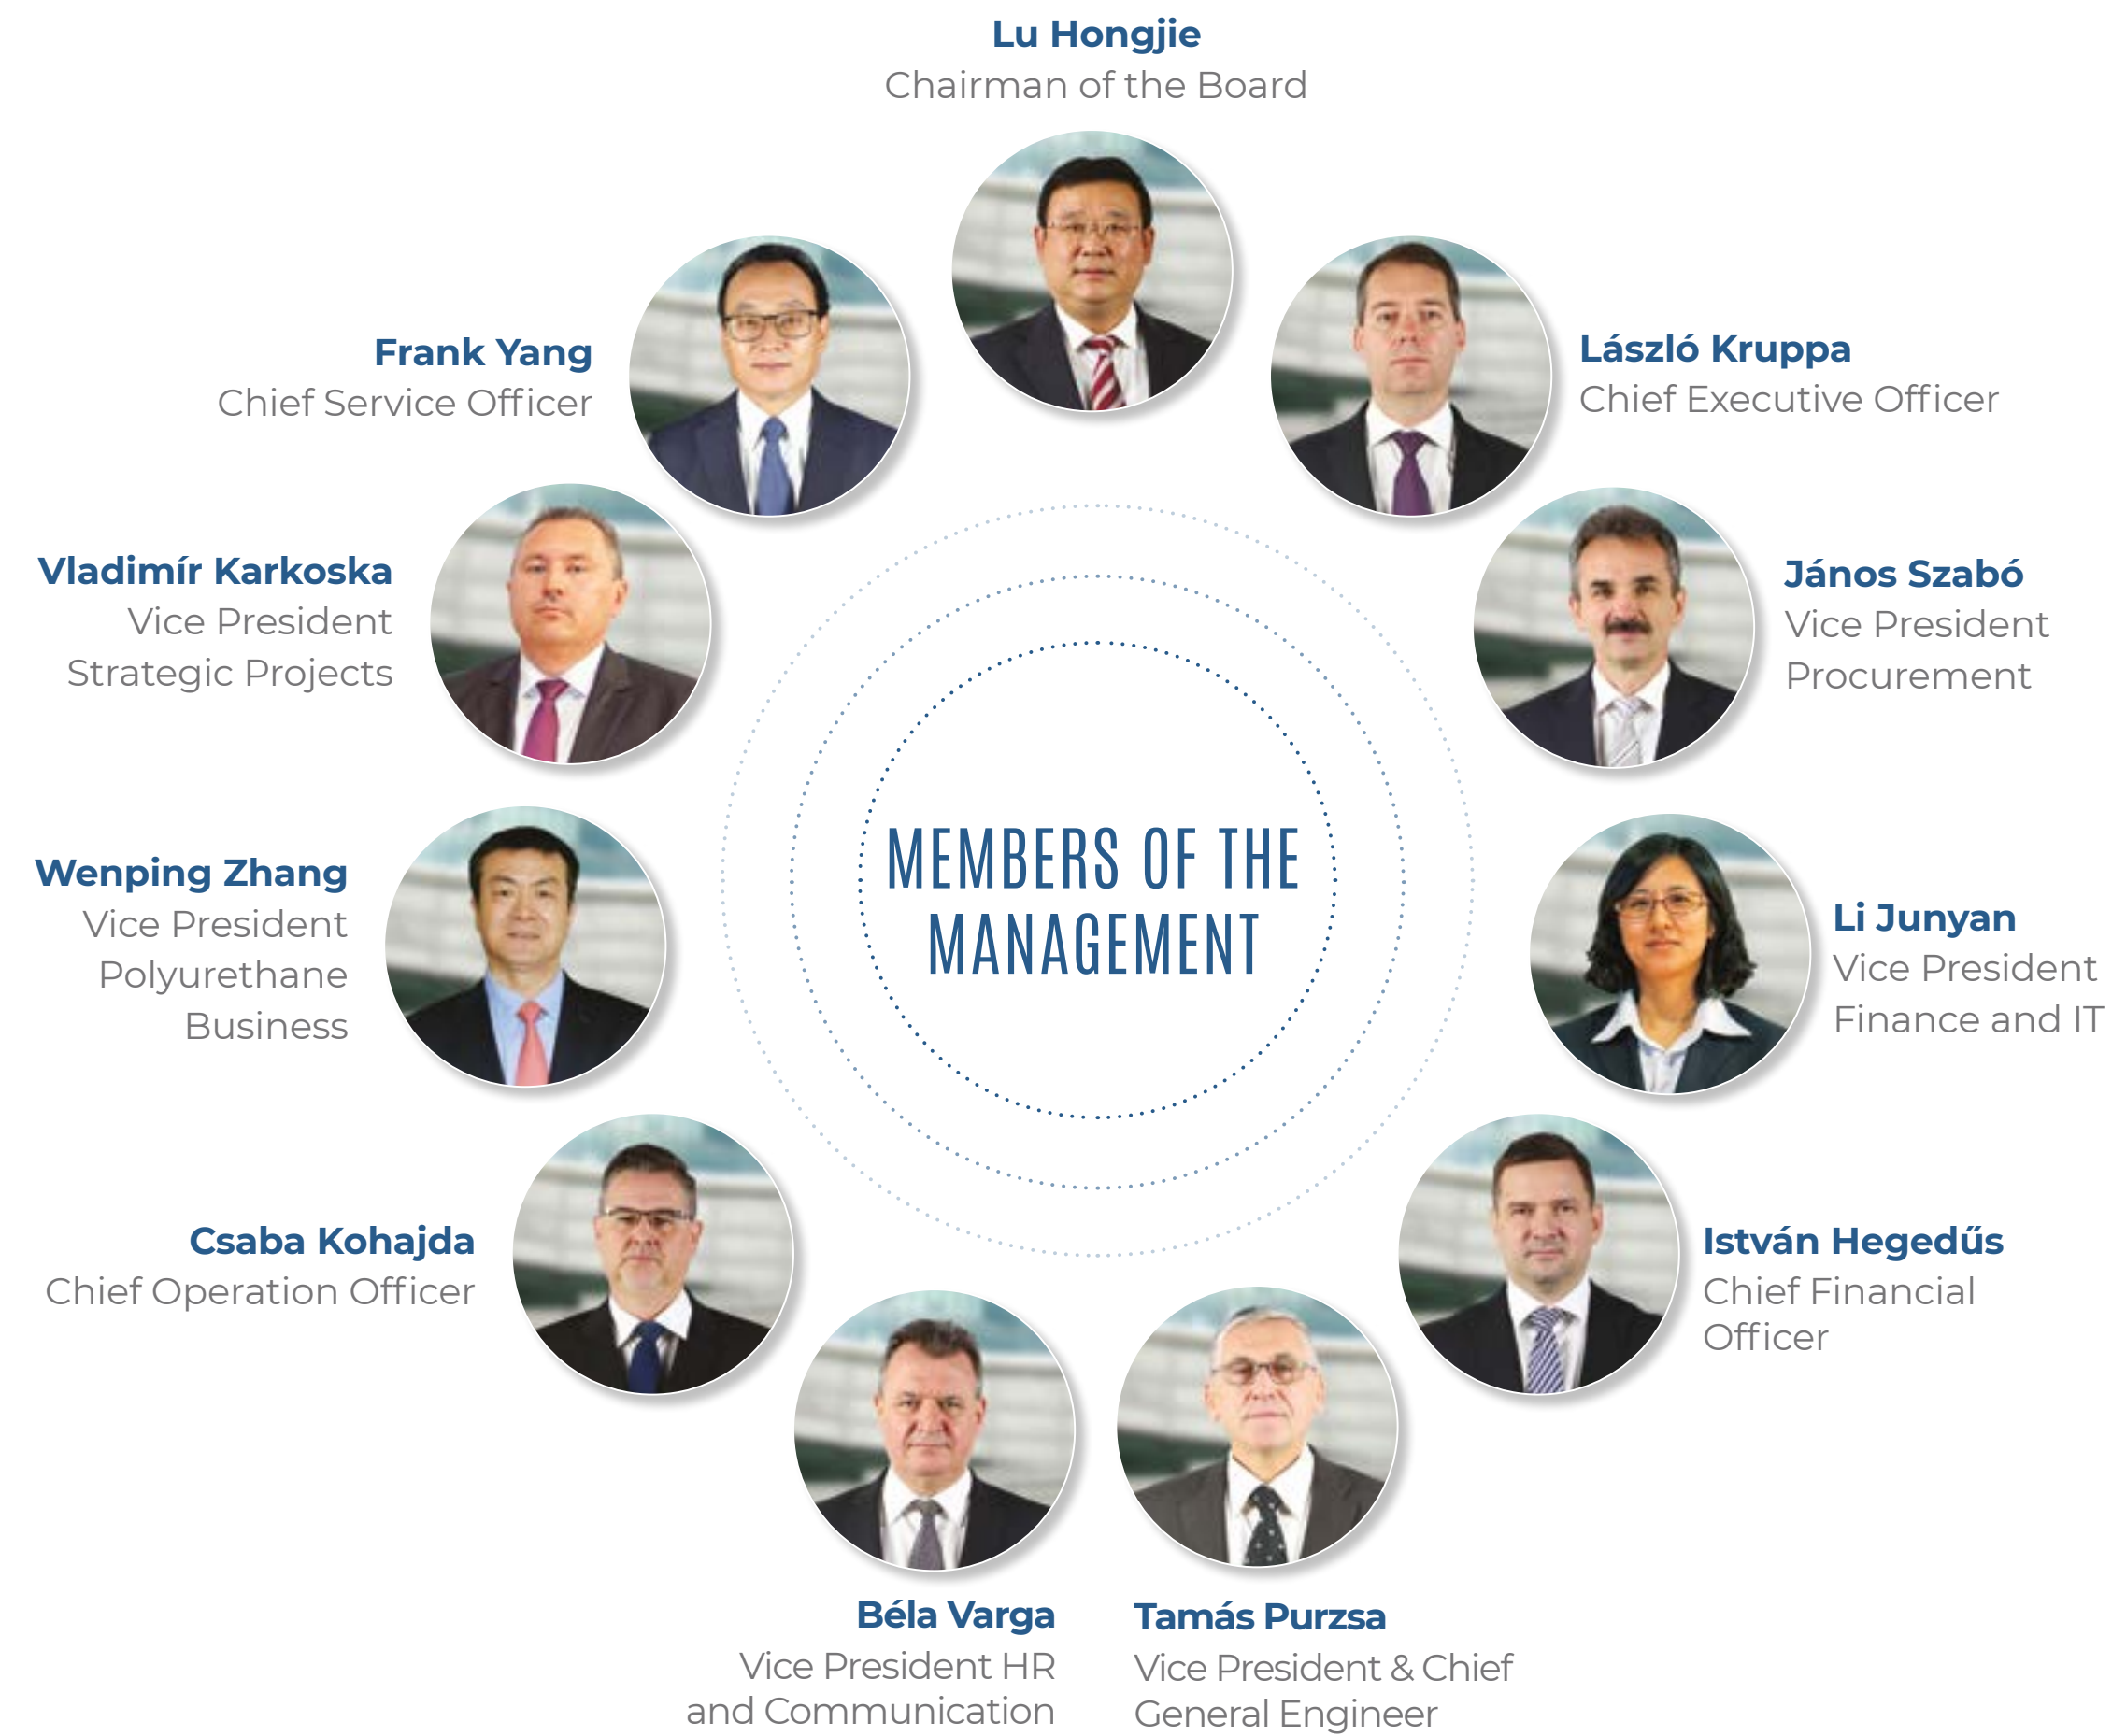 Lu Hongjie
Chairman of the Board
Frank Yang
Chief Service Officer
László Kruppa
Chief Executive Officer
Vladimír Karkoska
Vice President
Strategic Projects
János Szabó
Vice President
Procurement
MEMBERS OF THE
MANAGEMENT
Wenping Zhang
Vice President
Polyurethane
Business
Li Junyan
Vice President
Finance and IT
Csaba Kohajda
Chief Operation Officer
István Hegedűs
Chief Financial
Officer
Béla Varga
Vice President HR
and Communication
Tamás Purzsa
Vice President & Chief
General Engineer